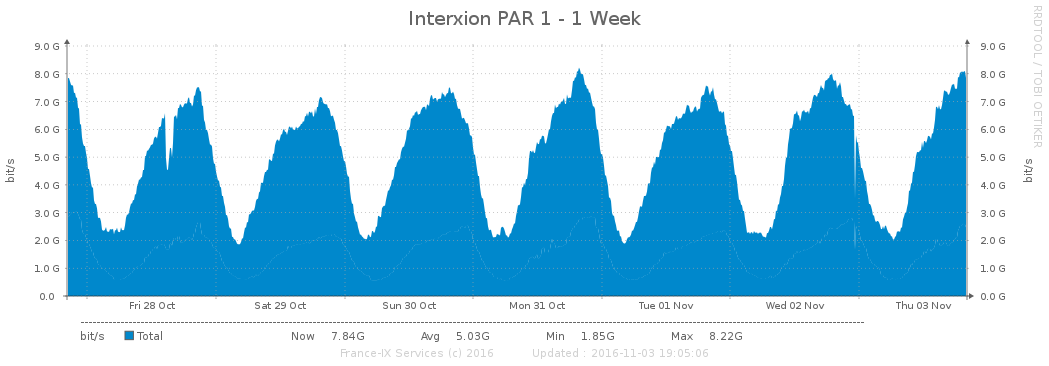 Interxion PAR 1 - 1 Week
RRDTOOL / TOBI OETIKER
9.0 G 9.0 G
8.0 G 8.0 G
7.0 G 7.0 G
6.0 G 6.0 G
5.0 G 5.0 G
4.0 G 4.0 G
3.0 G 3.0 G
2.0 G 2.0 G
1.0 G 1.0 G
0.0 0.0 G
bit/s bit/s
Fri 28 Oct Sat 29 Oct Sun 30 Oct Mon 31 Oct Tue 01 Nov Wed 02 Nov Thu 03 Nov
bit/s Total Now 7.84G Avg 5.03G Min 1.85G Max 8.22G
France-IX Services (c) 2016 Updated : 2016-11-03 19:05:06